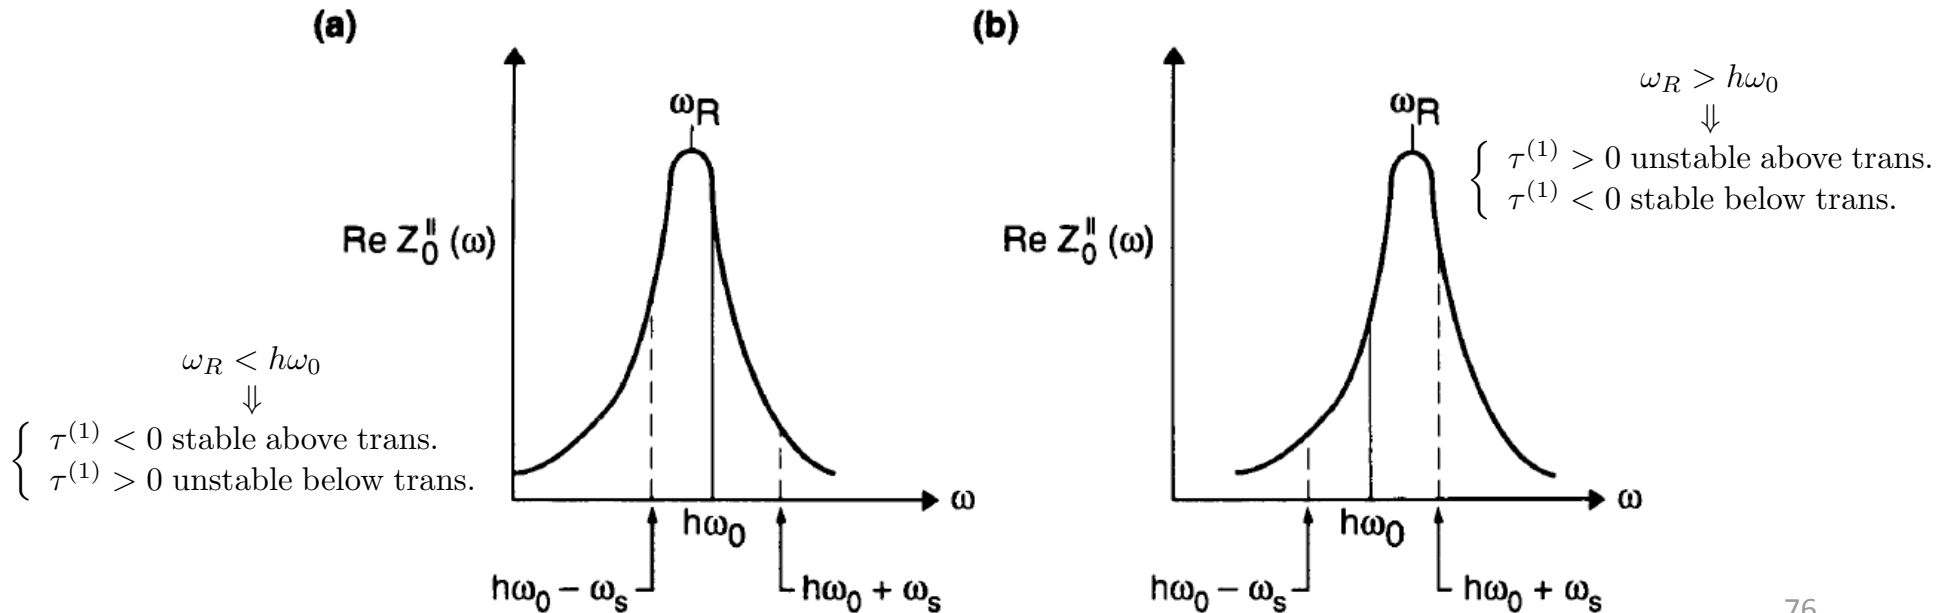 (a)
ω_R
Re Z_0^∥ (ω)
ω_R < hω_0
⇓
{ τ^(1) < 0 stable above trans.
τ^(1) > 0 unstable below trans.
ω
hω_0
hω_0 − ω_s
hω_0 + ω_s
(b)
ω_R
Re Z_0^∥ (ω)
ω_R > hω_0
⇓
{ τ^(1) > 0 unstable above trans.
τ^(1) < 0 stable below trans.
ω
hω_0
hω_0 − ω_s
hω_0 + ω_s
76